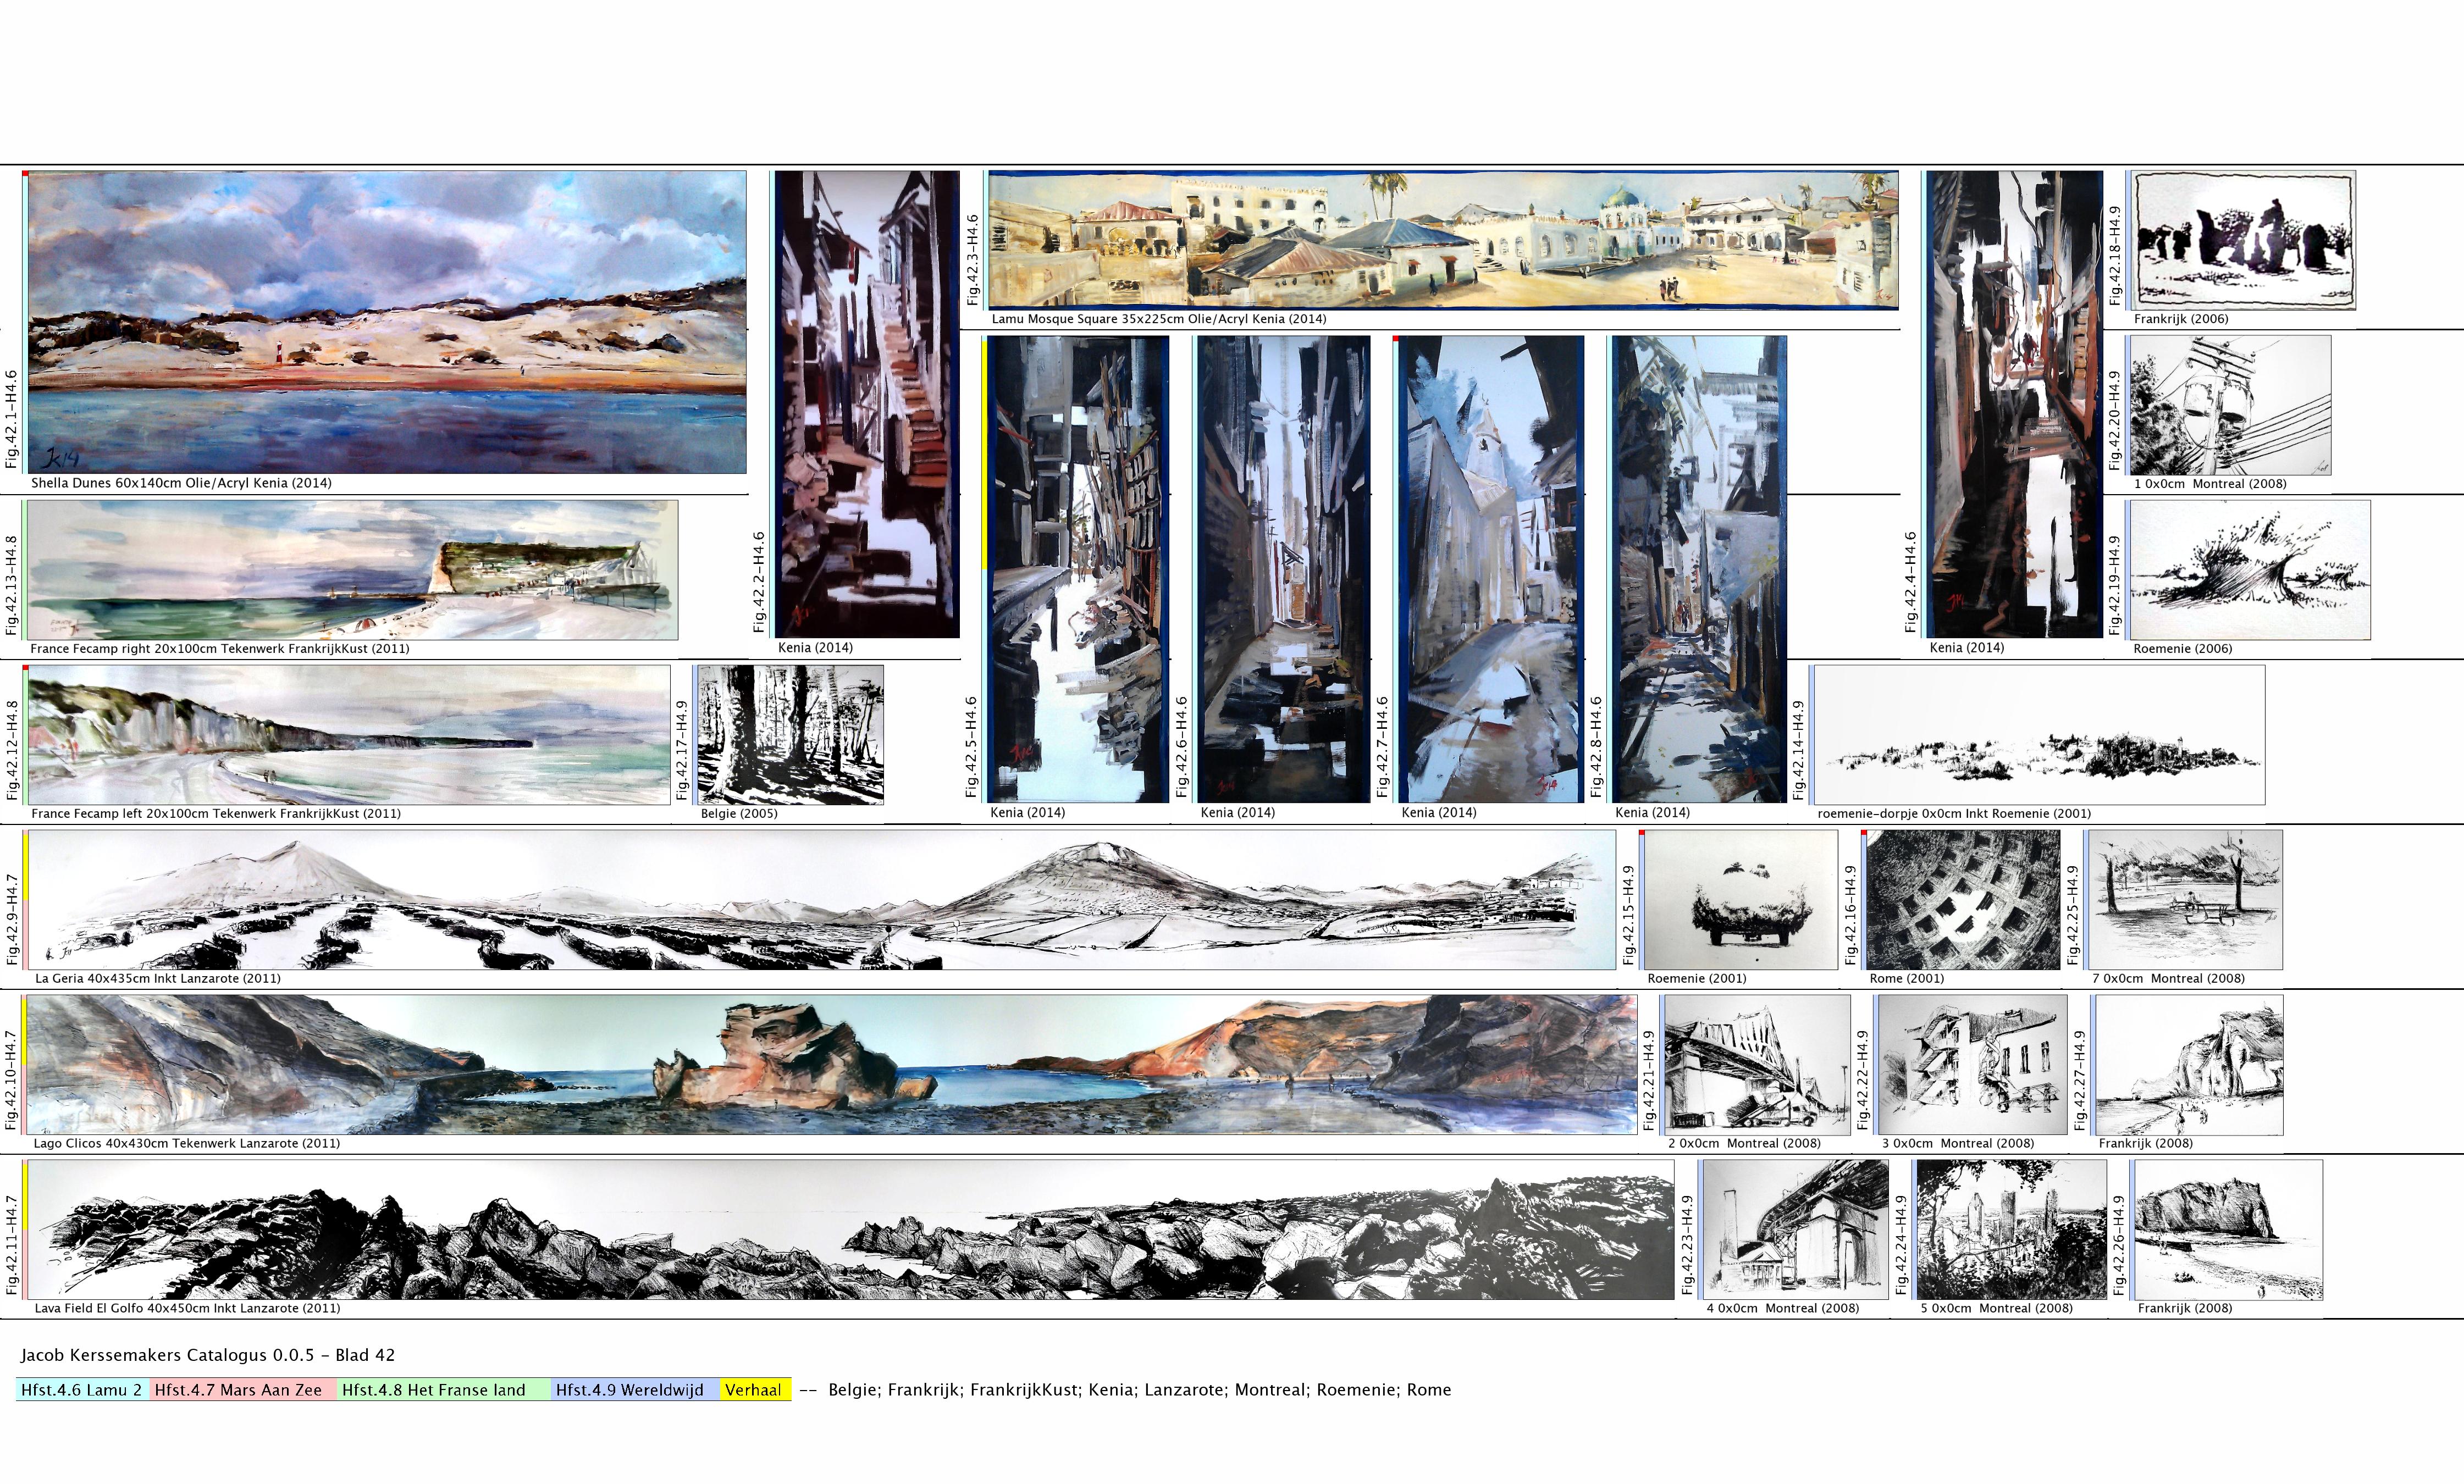 Fig.42.1-H4.6
JK14
Shella Dunes 60x140cm Olie/Acryl Kenia (2014)
Fig.42.2-H4.6
Kenia (2014)
Fig.42.3-H4.6
Lamu Mosque Square 35x225cm Olie/Acryl Kenia (2014)
Fig.42.4-H4.6
Kenia (2014)
Fig.42.18-H4.9
Frankrijk (2006)
Fig.42.20-H4.9
1 0x0cm Montreal (2008)
Fig.42.13-H4.8
France Fecamp right 20x100cm Tekenwerk FrankrijkKust (2011)
Fig.42.19-H4.9
Roemenie (2006)
Fig.42.12-H4.8
France Fecamp left 20x100cm Tekenwerk FrankrijkKust (2011)
Fig.42.17-H4.9
Belgie (2005)
Fig.42.5-H4.6
Kenia (2014)
Fig.42.6-H4.6
Kenia (2014)
Fig.42.7-H4.6
Kenia (2014)
Fig.42.8-H4.6
Kenia (2014)
Fig.42.14-H4.9
roemenie-dorpje 0x0cm Inkt Roemenie (2001)
Fig.42.9-H4.7
La Geria 40x435cm Inkt Lanzarote (2011)
Fig.42.15-H4.9
Roemenie (2001)
Fig.42.16-H4.9
Rome (2001)
Fig.42.25-H4.9
7 0x0cm Montreal (2008)
Fig.42.10-H4.7
Lago Clicos 40x430cm Tekenwerk Lanzarote (2011)
Fig.42.21-H4.9
2 0x0cm Montreal (2008)
Fig.42.22-H4.9
3 0x0cm Montreal (2008)
Fig.42.27-H4.9
Frankrijk (2008)
Fig.42.11-H4.7
Lava Field El Golfo 40x450cm Inkt Lanzarote (2011)
Fig.42.23-H4.9
4 0x0cm Montreal (2008)
Fig.42.24-H4.9
5 0x0cm Montreal (2008)
Fig.42.26-H4.9
Frankrijk (2008)
Jacob Kerssemakers Catalogus 0.0.5 - Blad 42
Hfst.4.6 Lamu 2 Hfst.4.7 Mars Aan Zee Hfst.4.8 Het Franse land Hfst.4.9 Wereldwijd Verhaal -- Belgie; Frankrijk; FrankrijkKust; Kenia; Lanzarote; Montreal; Roemenie; Rome